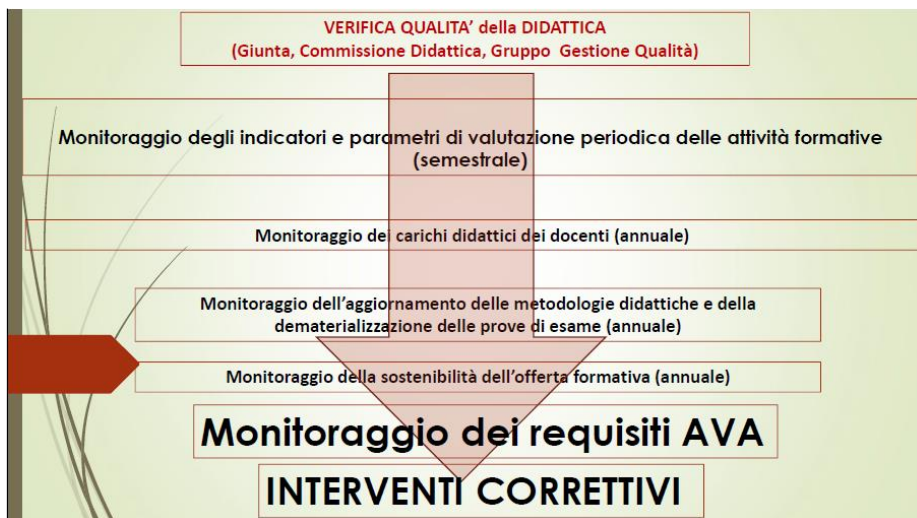 VERIFICA QUALITA’ della DIDATTICA
(Giunta, Commissione Didattica, Gruppo Gestione Qualità)
Monitoraggio degli indicatori e parametri di valutazione periodica delle attività formative
(semestrale)
Monitoraggio dei carichi didattici dei docenti (annuale)
Monitoraggio dell’aggiornamento delle metodologie didattiche e della
dematerializzazione delle prove di esame (annuale)
Monitoraggio della sostenibilità dell’offerta formativa (annuale)
Monitoraggio dei requisiti AVA
INTERVENTI CORRETTIVI